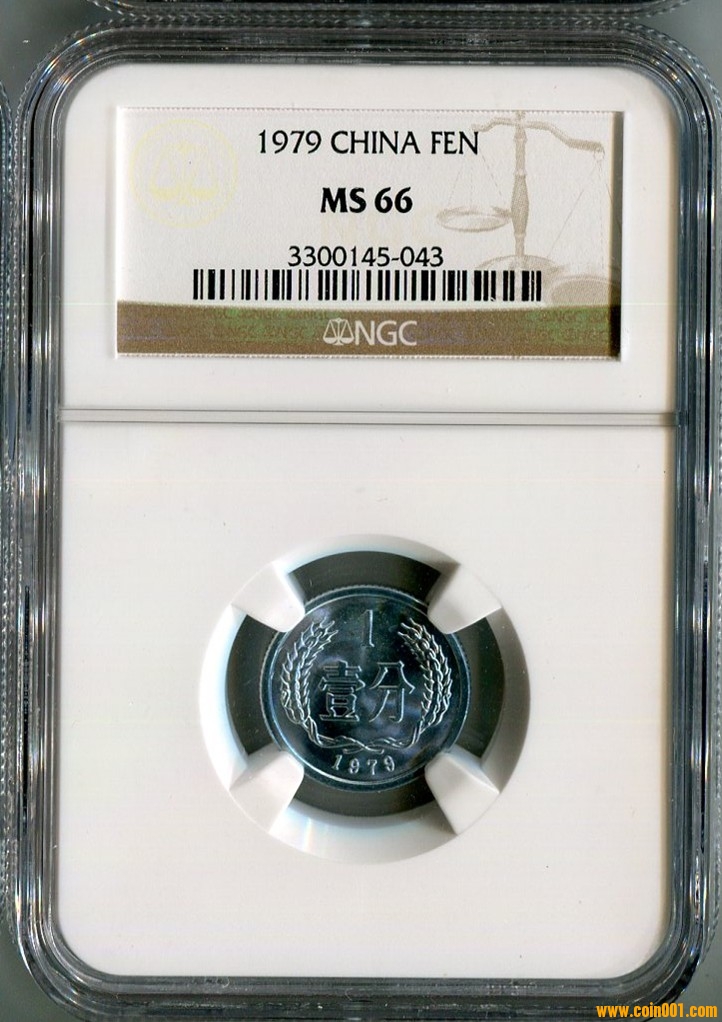 1979 CHINA FEN
MS 66
3300145-043
NGC
1
壹分
1979
www.coin001.com